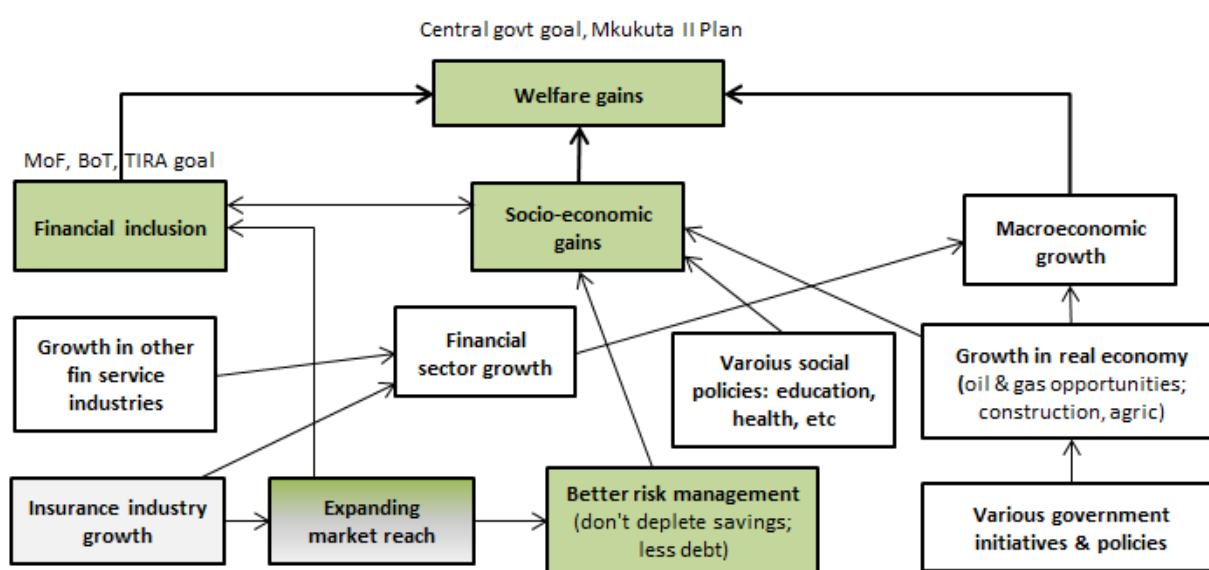 Central govt goal, Mkukuta II Plan
Welfare gains
MoF, BoT, TIRA goal
Financial inclusion
Socio-economic
gains
Macroeconomic
growth
Growth in other
fin service
industries
Financial
sector growth
Varoius social
policies: education,
health, etc
Growth in real economy
(oil & gas opportunities;
construction, agric)
Insurance industry
growth
Expanding
market reach
Better risk management
(don't deplete savings;
less debt)
Various government
initiatives & policies